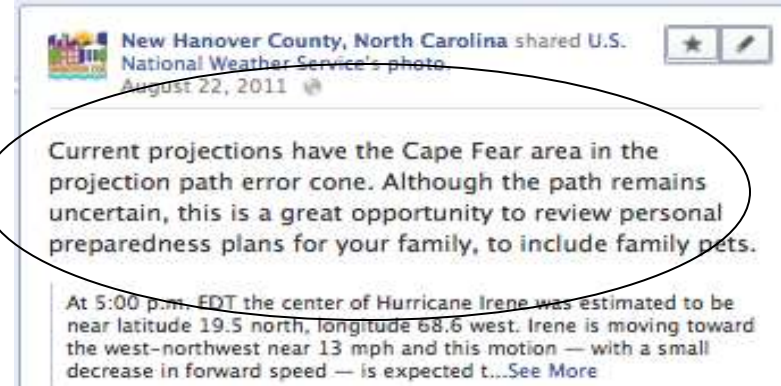 New Hanover County, North Carolina shared U.S.
National Weather Service's photo.
August 22, 2011
Current projections have the Cape Fear area in the
projection path error cone. Although the path remains
uncertain, this is a great opportunity to review personal
preparedness plans for your family, to include family pets.
At 5:00 p.m. EDT the center of Hurricane Irene was estimated to be
near latitude 19.5 north, longitude 68.6 west. Irene is moving toward
the west-northwest near 13 mph and this motion — with a small
decrease in forward speed — is expected t...See More